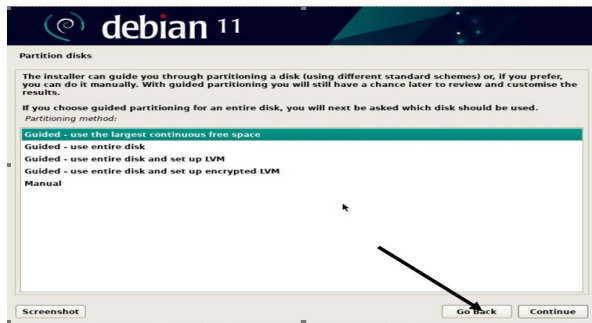 debian 11
Partition disks
The installer can guide you through partitioning a disk (using different standard schemes) or, if you prefer,
you can do it manually. With guided partitioning you will still have a chance later to review and customise the
results.
If you choose guided partitioning for an entire disk, you will next be asked which disk should be used.
Partitioning method:
Guided - use the largest continuous free space
Guided - use entire disk
Guided - use entire disk and set up LVM
Guided - use entire disk and set up encrypted LVM
Manual
Screenshot
Go Back
Continue